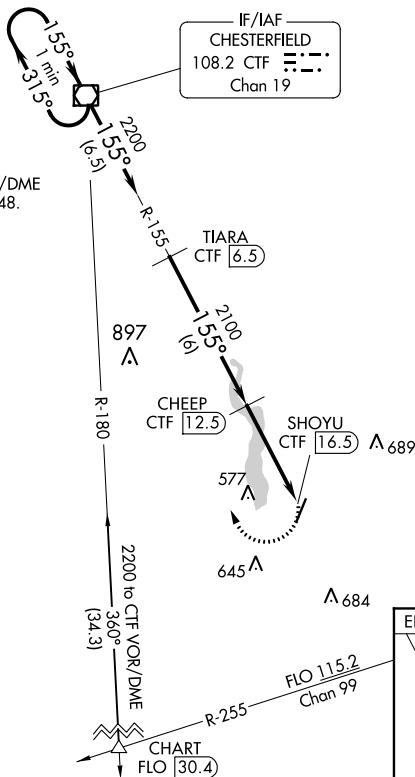 IF/IAF
CHESTERFIELD
108.2 CTF
Chan 19
155°
1 min
315°
2200
155°
(6.5)
/DME
48.
R-155
TIARA
CTF 6.5
2100
155°
(6)
897
R-180
CHEEP
CTF 12.5
SHOYU
CTF 16.5
689
577
645
684
2200 to CTF VOR/DME
360°
(34.3)
FLO 115.2
Chan 99
R-255
CHART
FLO 30.4